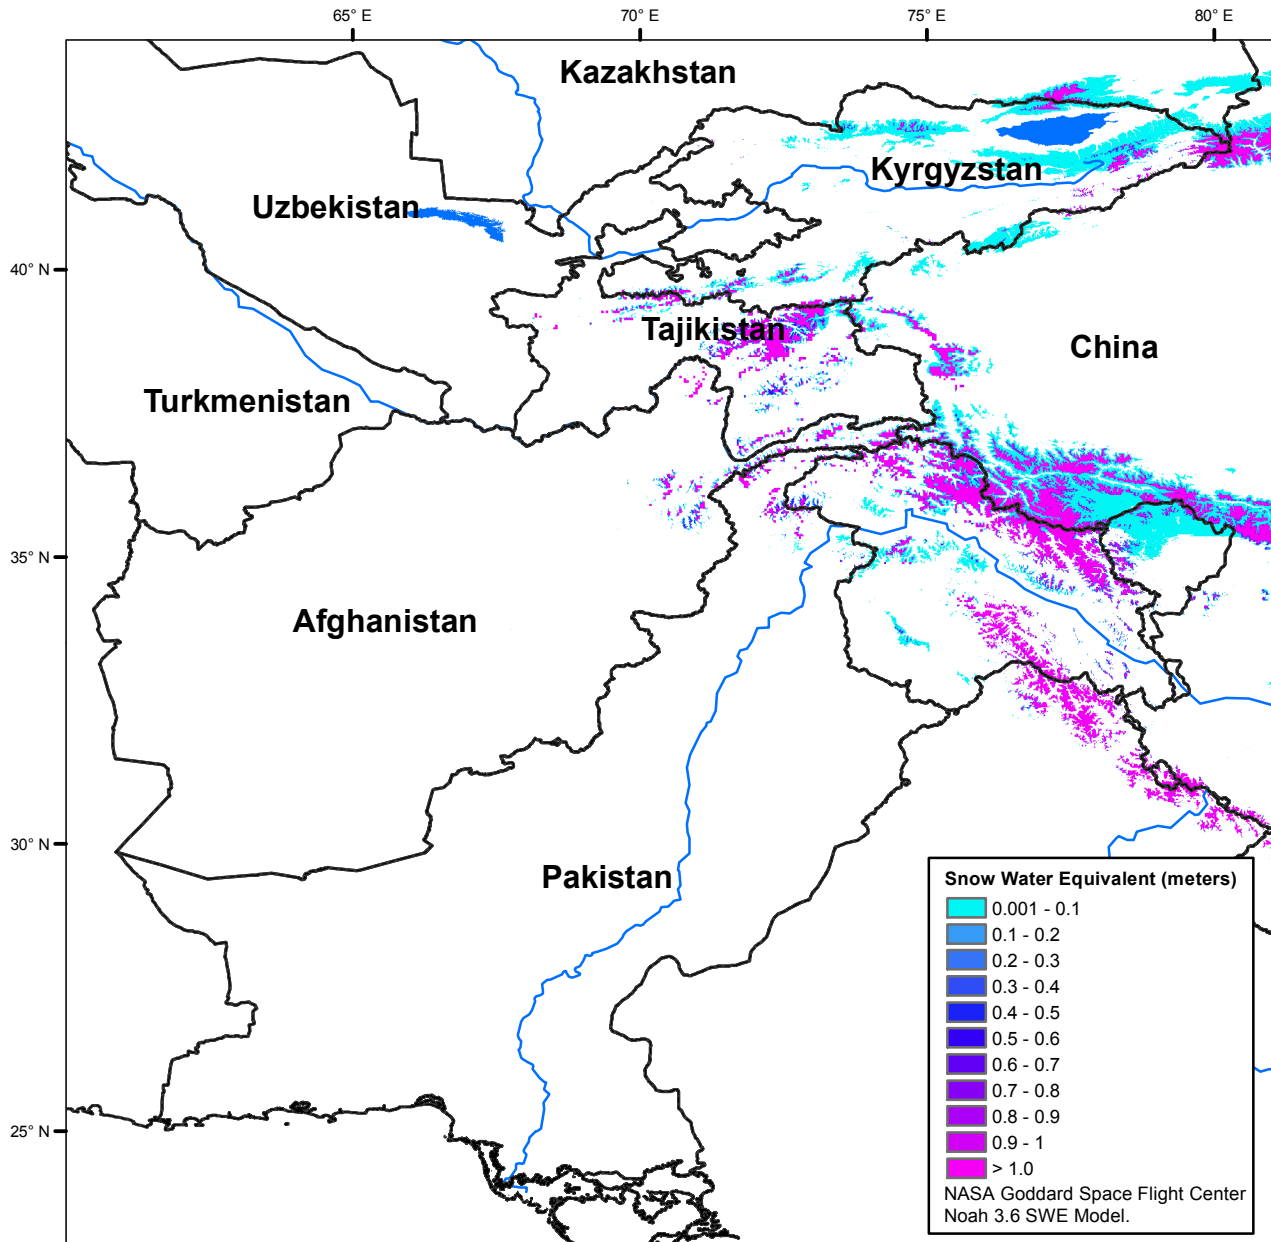 65° E
70° E
75° E
80° E
Kazakhstan
Kyrgyzstan
Uzbekistan
40° N
Tajikistan
China
Turkmenistan
35° N
Afghanistan
30° N
Pakistan
25° N
Snow Water Equivalent (meters)
0.001 - 0.1
0.1 - 0.2
0.2 - 0.3
0.3 - 0.4
0.4 - 0.5
0.5 - 0.6
0.6 - 0.7
0.7 - 0.8
0.8 - 0.9
0.9 - 1
> 1.0
NASA Goddard Space Flight Center
Noah 3.6 SWE Model.